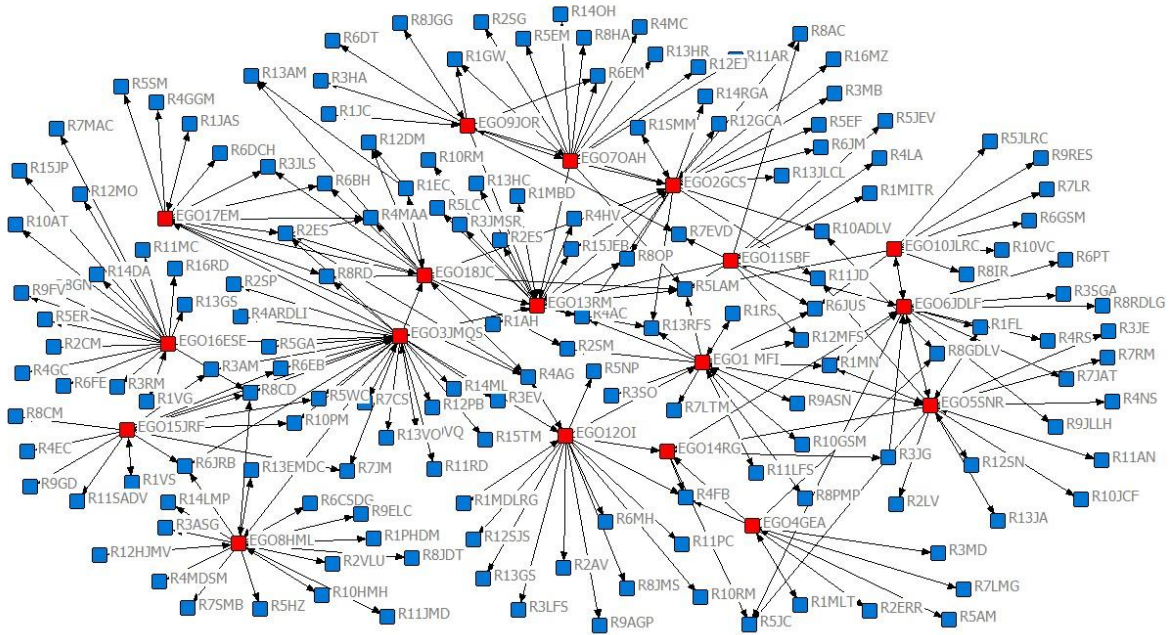 R14OH
R2SG
R8JGG
R4MC
R8AC
R6DT
R5EM
R8HA
R1GW
R13HR
R11AR
R16MZ
R12EJ
R13AM
R3HA
R6EM
R5SM
R14RGA
R3MB
R4GGM
R1JC
EGO9JOR
R1SMM
R12GCA
R5EF
R5JEV
R7MAC
R1JAS
R12DM
R6JM
R5JLRC
R6DCH
R10RM
EGO7OAH
R4LA
R9RES
R15JP
R3JLS
R13JLCL
R12MO
R6BH
R1EC
R13HC
R1MBD
EGO2GCS
R1MITR
R7LR
R5LC
R10AT
EGO17EM
R4MAA
R3JMSR
R4HV
R6GSM
R2ES
R2ES
R7EVD
R10ADLV
R11MC
R15JEB
EGO10JLRC
R10VC
R14DA
R16RD
R8RD
EGO18JC
R8OP
EGO11SBF
R6PT
R11JD
R8IR
R9FV
R2SP
R5LAM
R3SGA
R13GS
EGO13RM
R6JUS
EGO6JDLF
R8RDLG
R5ER
R4ARDLI
R1AH
R4AC
R13RFS
R1RS
R1FL
R3JE
EGO16ESE
EGO3JMQS
R12MFS
R4RS
R2CM
R5GA
R2SM
R8GDLV
R7RM
R4GC
R3AM
R6EB
EGO1 MFI
R1MN
R6FE
R3RM
R4AG
R5NP
R7JAT
R8CD
R14ML
R1VG
R5WC
R7CS
R12PB
R3EV
R3SO
R9ASN
EGO5SNR
R4NS
R8CM
R10PM
R7LTM
EGO15JRF
R13VO
R15TM
EGO12OI
R9JLLH
R4EC
R10GSM
EGO14RG
R3JG
R6JRB
R13EMDC
R7JM
R11RD
R11LFS
R12SN
R11AN
R9GD
R1VS
R11SADV
R14LMP
R6CSDG
R1MDLRG
R4FB
R8PMP
R2LV
R10JCF
R9ELC
R6MH
R13JA
R3ASG
EGO4GEA
R12HJMV
EGO8HML
R1PHDM
R12SJS
R11PC
R2VLU
R8JDT
R3MD
R4MDSM
R13GS
R2AV
R8JMS
R7LMG
R7SMB
R5HZ
R10HMH
R10RM
R1MLT
R2ERR
R11JMD
R3LFS
R9AGP
R5JC
R5AM